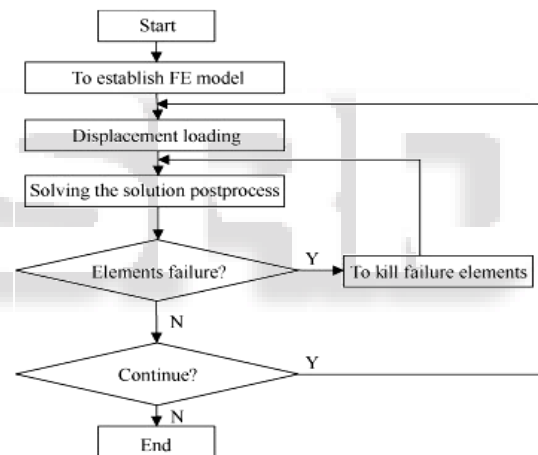 Start
To establish FE model
Displacement loading
Solving the solution postprocess
Elements failure?
Y
To kill failure elements
N
Continue?
Y
N
End